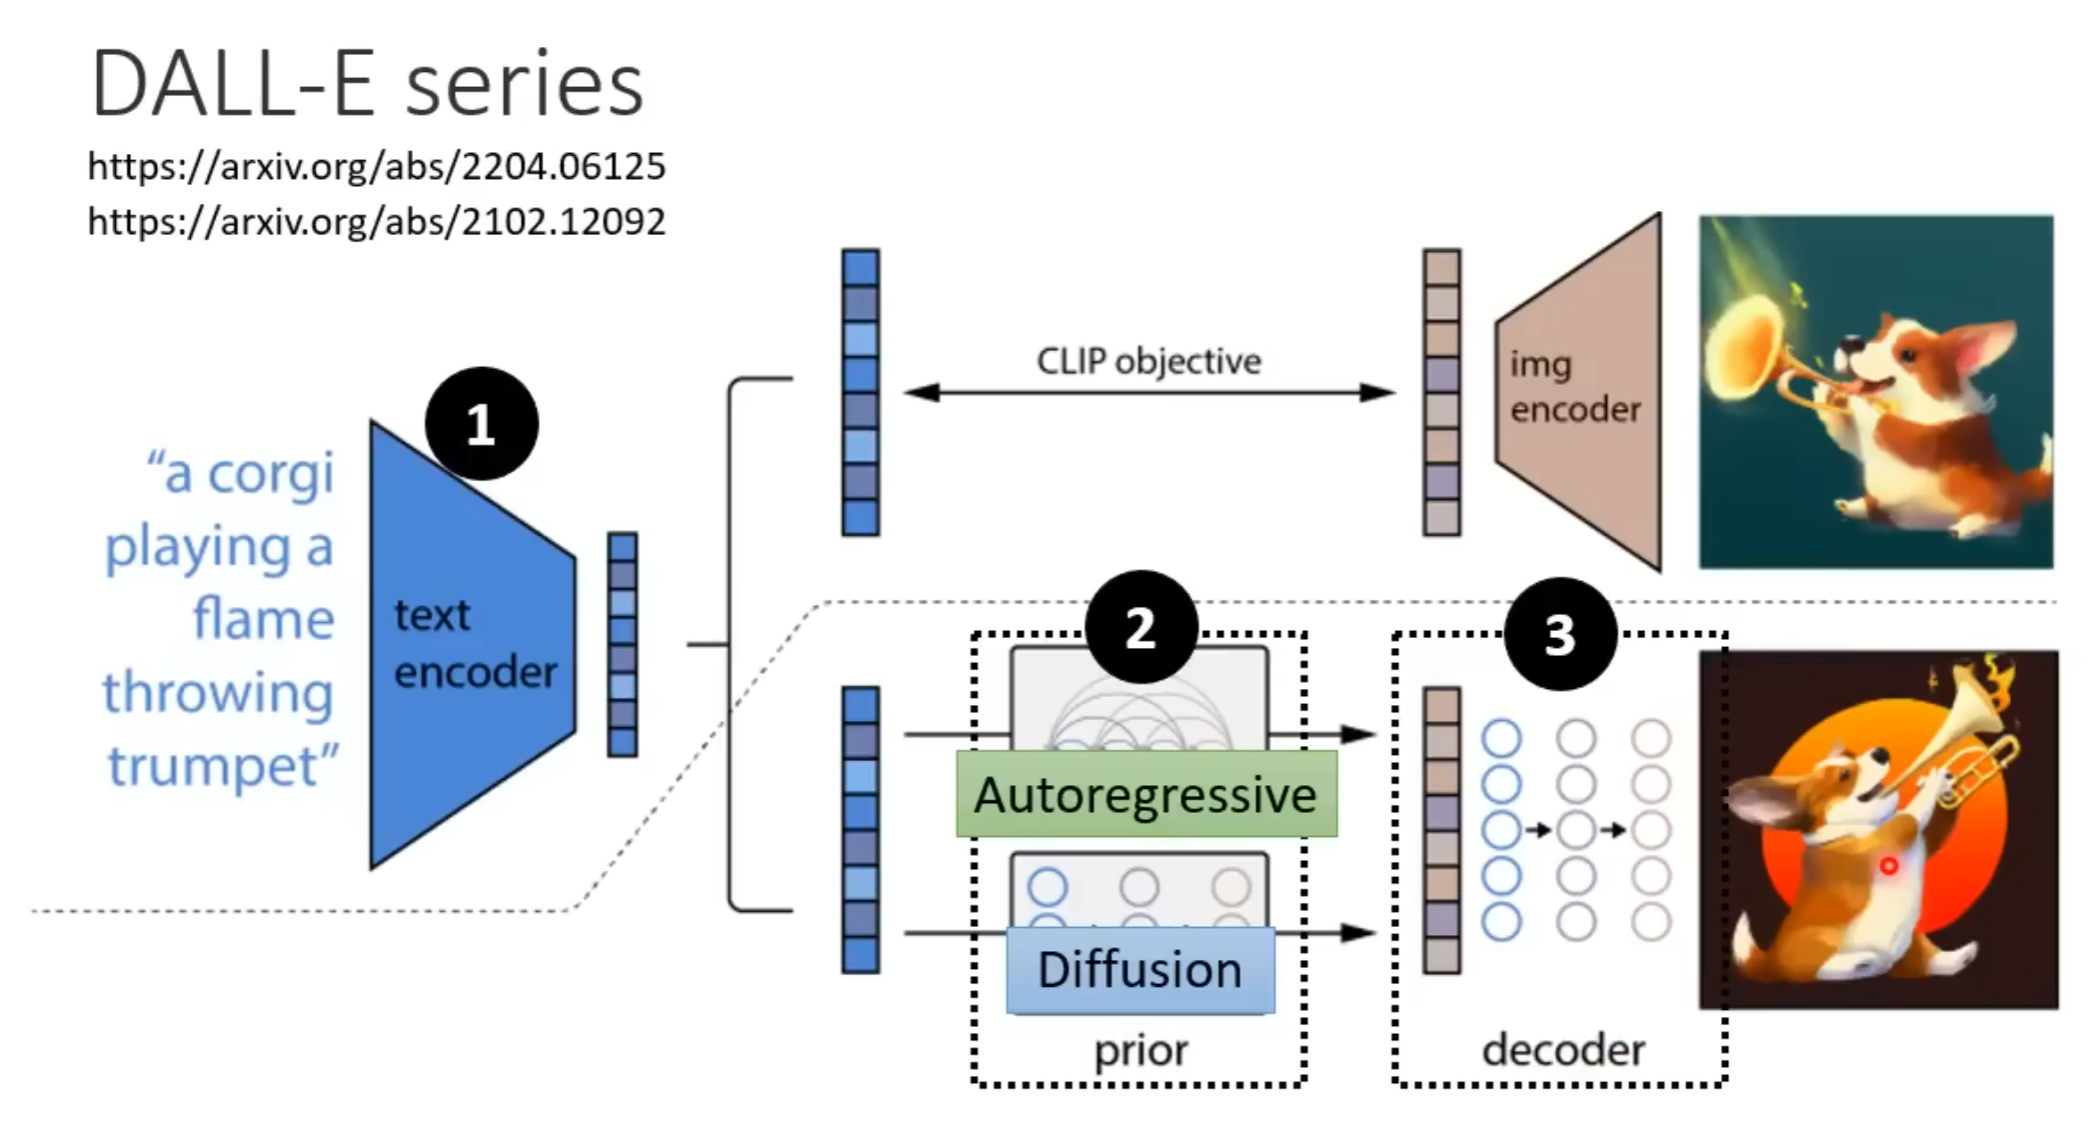 DALL-E series
https://arxiv.org/abs/2204.06125
https://arxiv.org/abs/2102.12092
“a corgi
playing a
flame
throwing
trumpet”
1
text
encoder
CLIP objective
img
encoder
2
Autoregressive
Diffusion
prior
3
decoder